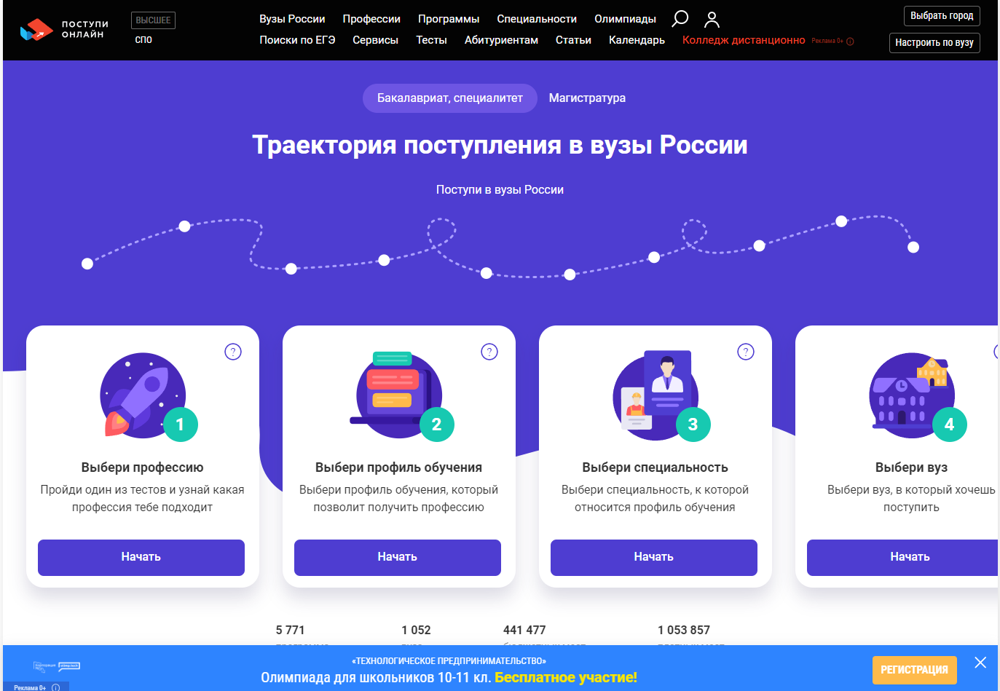 ПОСТУПИ
ОНЛАЙН
ВЫСШЕЕ
СПО
Вузы России Профессии Программы Специальности Олимпиады
Поиски по ЕГЭ Сервисы Тесты Абитуриентам Статьи Календарь Колледж дистанционно Реклама 0+
Выбрать город
Настроить по вузу
Бакалавриат, специалитет Магистратура
Траектория поступления в вузы России
Поступи в вузы России
? ? ?
1 2 3 4
Выбери профессию
Пройди один из тестов и узнай какая
профессия тебе подходит
Начать
Выбери профиль обучения
Выбери профиль обучения, который
позволит получить профессию
Начать
Выбери специальность
Выбери специальность, к которой
относится профиль обучения
Начать
Выбери вуз
Выбери вуз, в который хочешь
поступить
Начать
5 771 1 052 441 477 1 053 857
«ТЕХНОЛОГИЧЕСКОЕ ПРЕДПРИНИМАТЕЛЬСТВО»
Олимпиада для школьников 10-11 кл. Бесплатное участие!
РЕГИСТРАЦИЯ
Реклама 0+